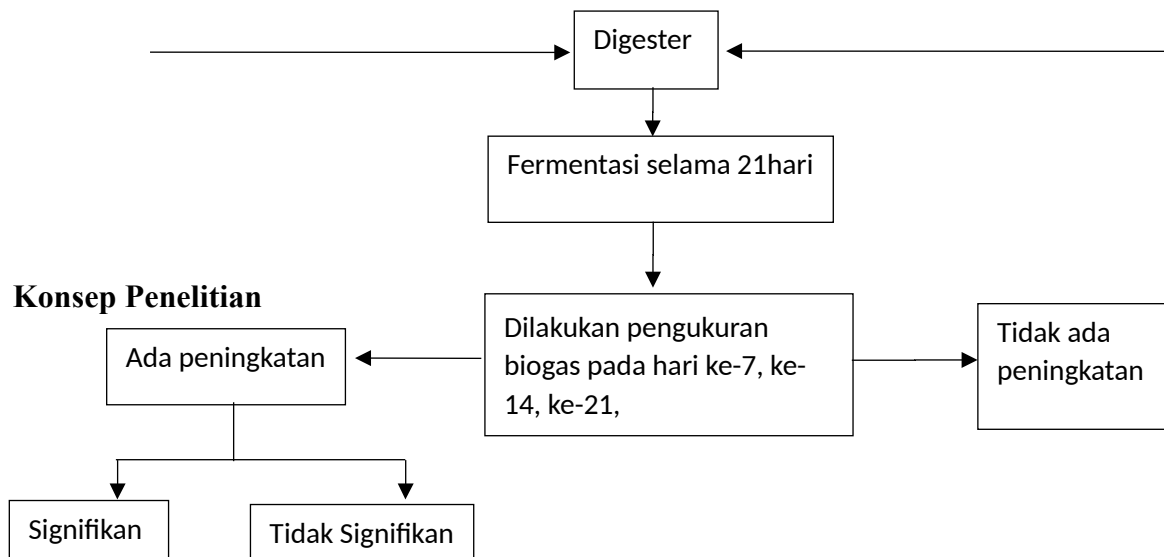 Digester
Fermentasi selama 21hari
Konsep Penelitian
Ada peningkatan
Dilakukan pengukuran
biogas pada hari ke-7, ke-
14, ke-21,
Tidak ada
peningkatan
Signifikan
Tidak Signifikan